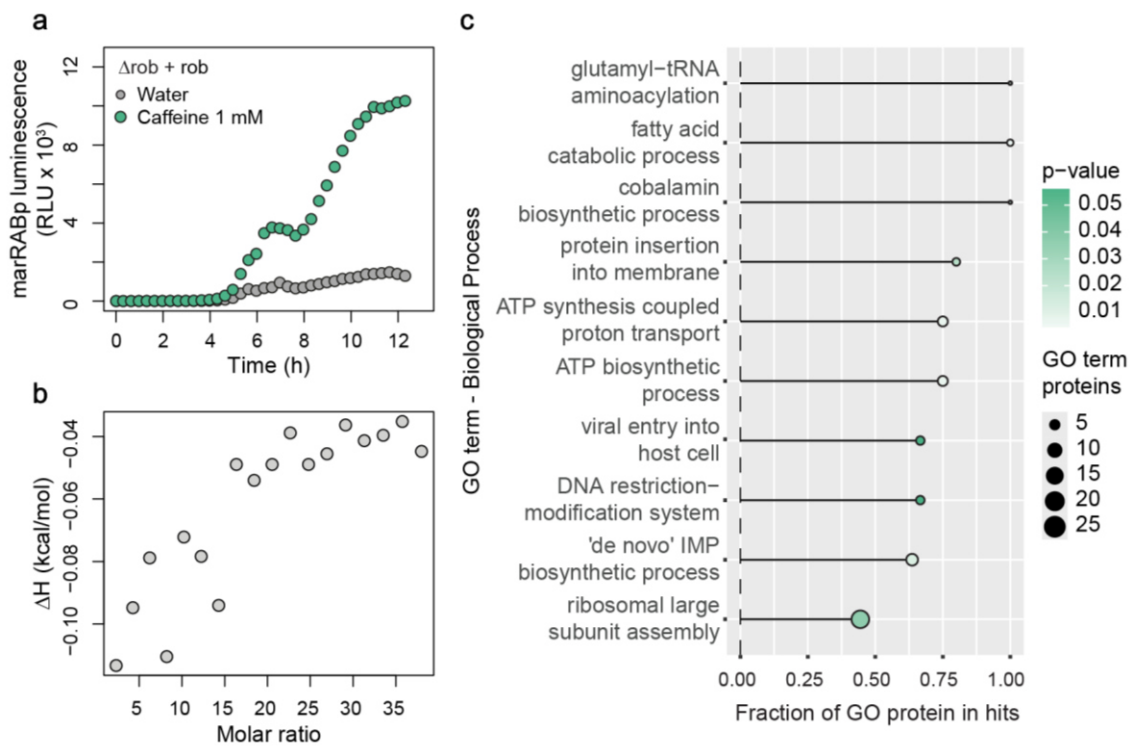 a
marRABp luminescence
(RLU x 10³)
12
8
4
0
Δrob + rob
Water
Caffeine 1 mM
0 2 4 6 8 10 12
Time (h)
b
ΔH (kcal/mol)
−0.04
−0.06
−0.08
−0.10
5 10 15 20 25 30 35
Molar ratio
c
GO term - Biological Process
glutamyl−tRNA
aminoacylation
fatty acid
catabolic process
cobalamin
biosynthetic process
protein insertion
into membrane
ATP synthesis coupled
proton transport
ATP biosynthetic
process
viral entry into
host cell
DNA restriction−
modification system
'de novo' IMP
biosynthetic process
ribosomal large
subunit assembly
0.00 0.25 0.50 0.75 1.00
Fraction of GO protein in hits
p−value
0.05
0.04
0.03
0.02
0.01
GO term
proteins
5
10
15
20
25